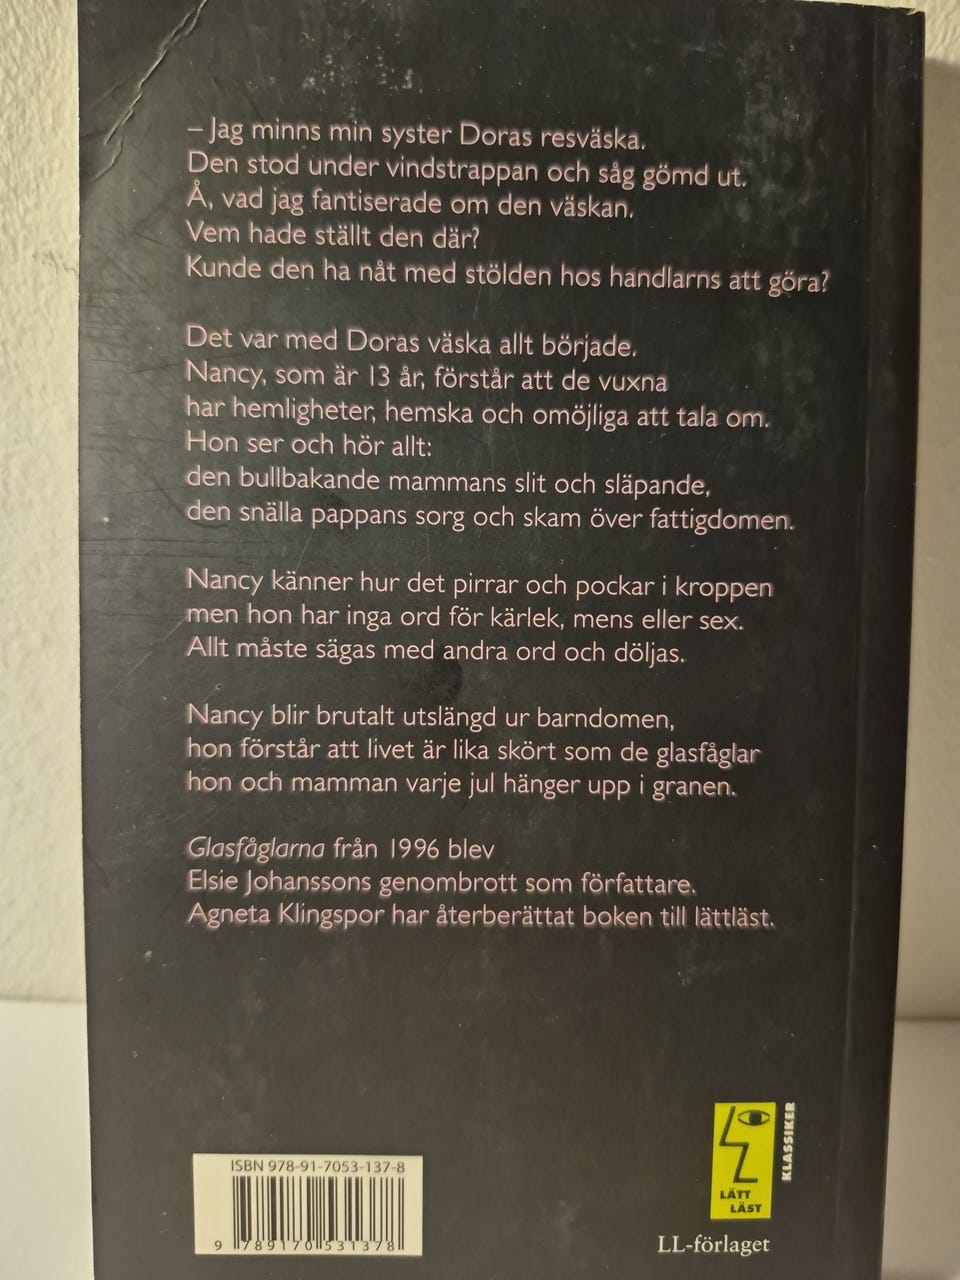 – Jag minns min syster Doras resväska.
Den stod under vindstrappan och såg gömd ut.
Å, vad jag fantiserade om den väskan.
Vem hade ställt den där?
Kunde den ha nåt med stölden hos handlarns att göra?
Det var med Doras väska allt började.
Nancy, som är 13 år, förstår att de vuxna
har hemligheter, hemska och omöjliga att tala om.
Hon ser och hör allt:
den bullbakande mammans slit och släpande,
den snälla pappans sorg och skam över fattigdomen.
Nancy känner hur det pirrar och pockar i kroppen
men hon har inga ord för kärlek, mens eller sex.
Allt måste sägas med andra ord och döljas.
Nancy blir brutalt utslängd ur barndomen,
hon förstår att livet är lika skört som de glasfåglar
hon och mamman varje jul hänger upp i granen.
Glasfåglarna från 1996 blev
Elsie Johanssons genombrott som författare.
Agneta Klingspor har återberättat boken till lättläst.
ISBN 978-91-7053-137-8
9 789170 531378
LÄTT
LÄST
KLASSIKER
LL-förlaget